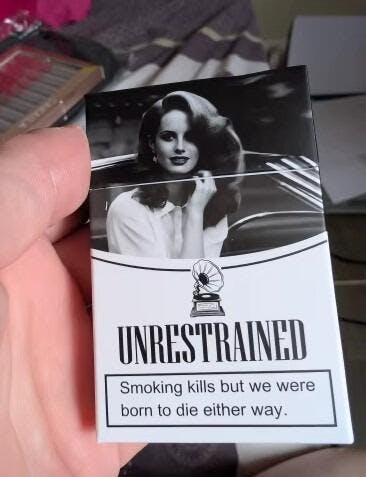 UNRESTRAINED
Smoking kills but we were
born to die either way.